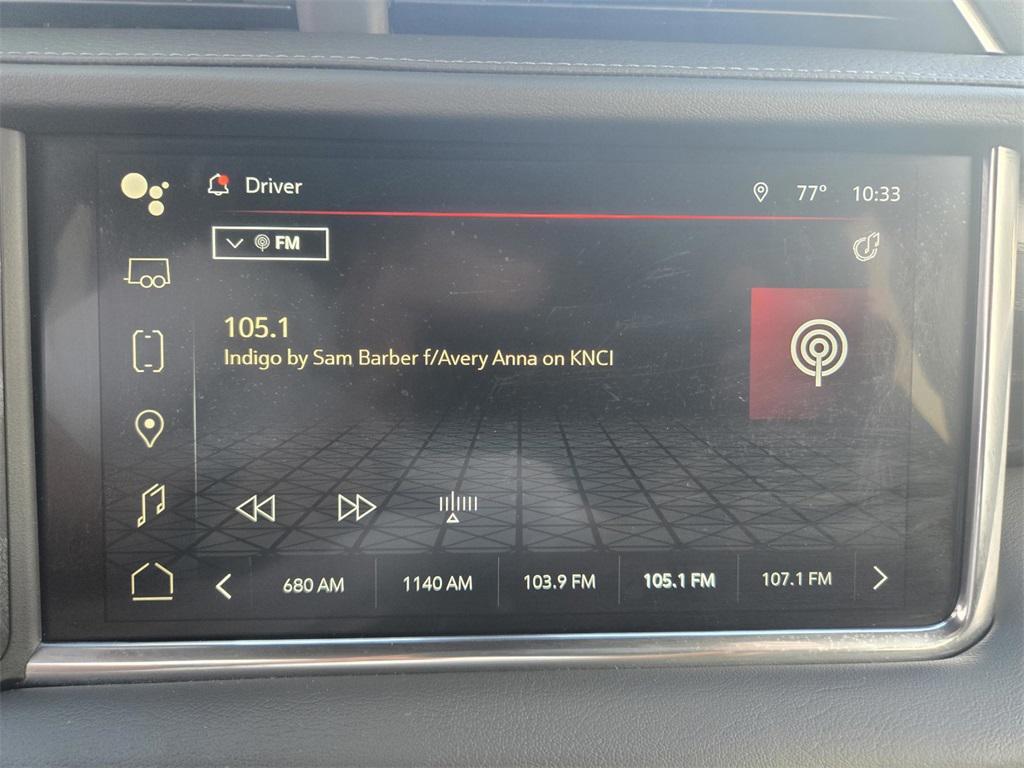 Driver
77° 10:33
FM
105.1
Indigo by Sam Barber f/Avery Anna on KNCI
680 AM 1140 AM 103.9 FM 105.1 FM 107.1 FM